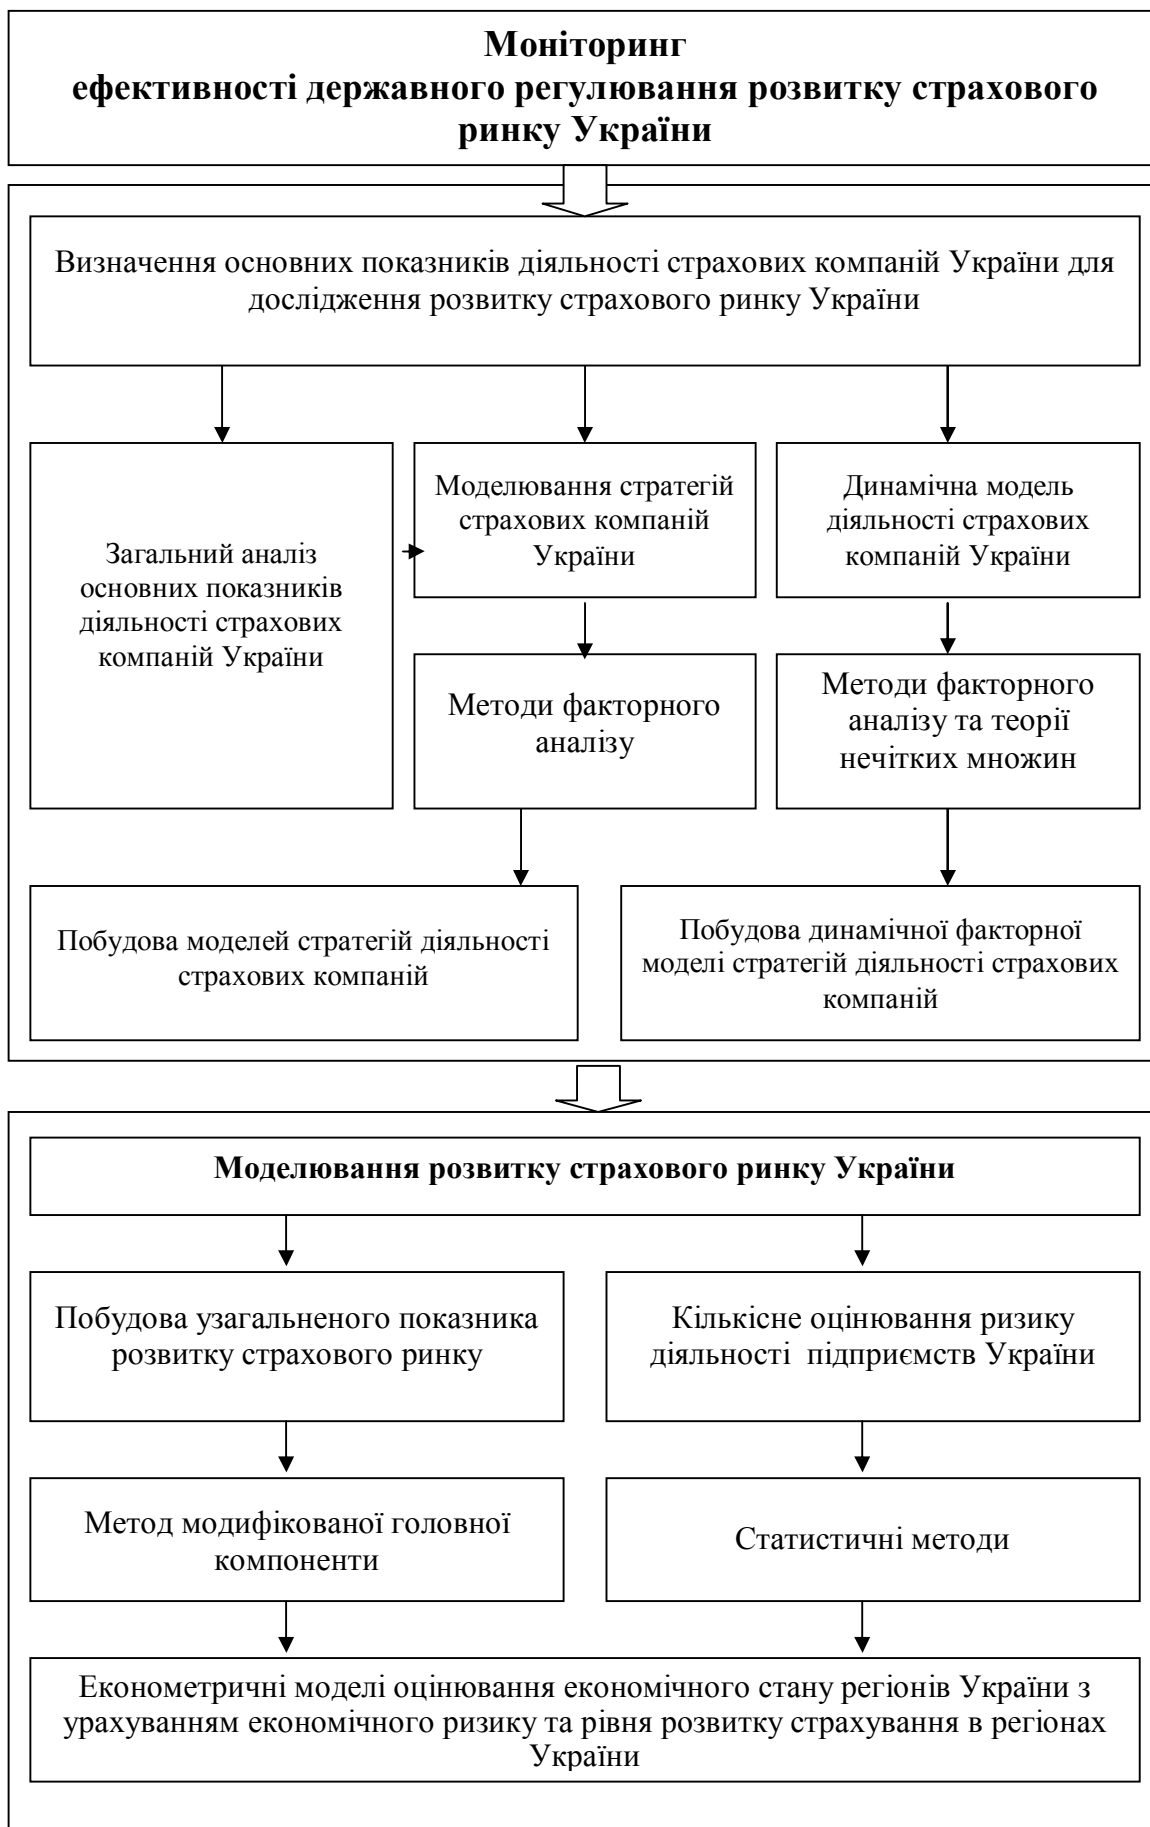 Моніторинг
ефективності державного регулювання розвитку страхового
ринку України
Визначення основних показників діяльності страхових компаній України для
дослідження розвитку страхового ринку України
Загальний аналіз
основних показників
діяльності страхових
компаній України
Моделювання стратегій
страхових компаній
України
Динамічна модель
діяльності страхових
компаній України
Методи факторного
аналізу
Методи факторного
аналізу та теорії
нечітких множин
Побудова моделей стратегій діяльності
страхових компаній
Побудова динамічної факторної
моделі стратегій діяльності страхових
компаній
Моделювання розвитку страхового ринку України
Побудова узагальненого показника
розвитку страхового ринку
Кількісне оцінювання ризику
діяльності  підприємств України
Метод модифікованої головної
компоненти
Статистичні методи
Економетричні моделі оцінювання економічного стану регіонів України з
урахуванням економічного ризику та рівня розвитку страхування в регіонах
України